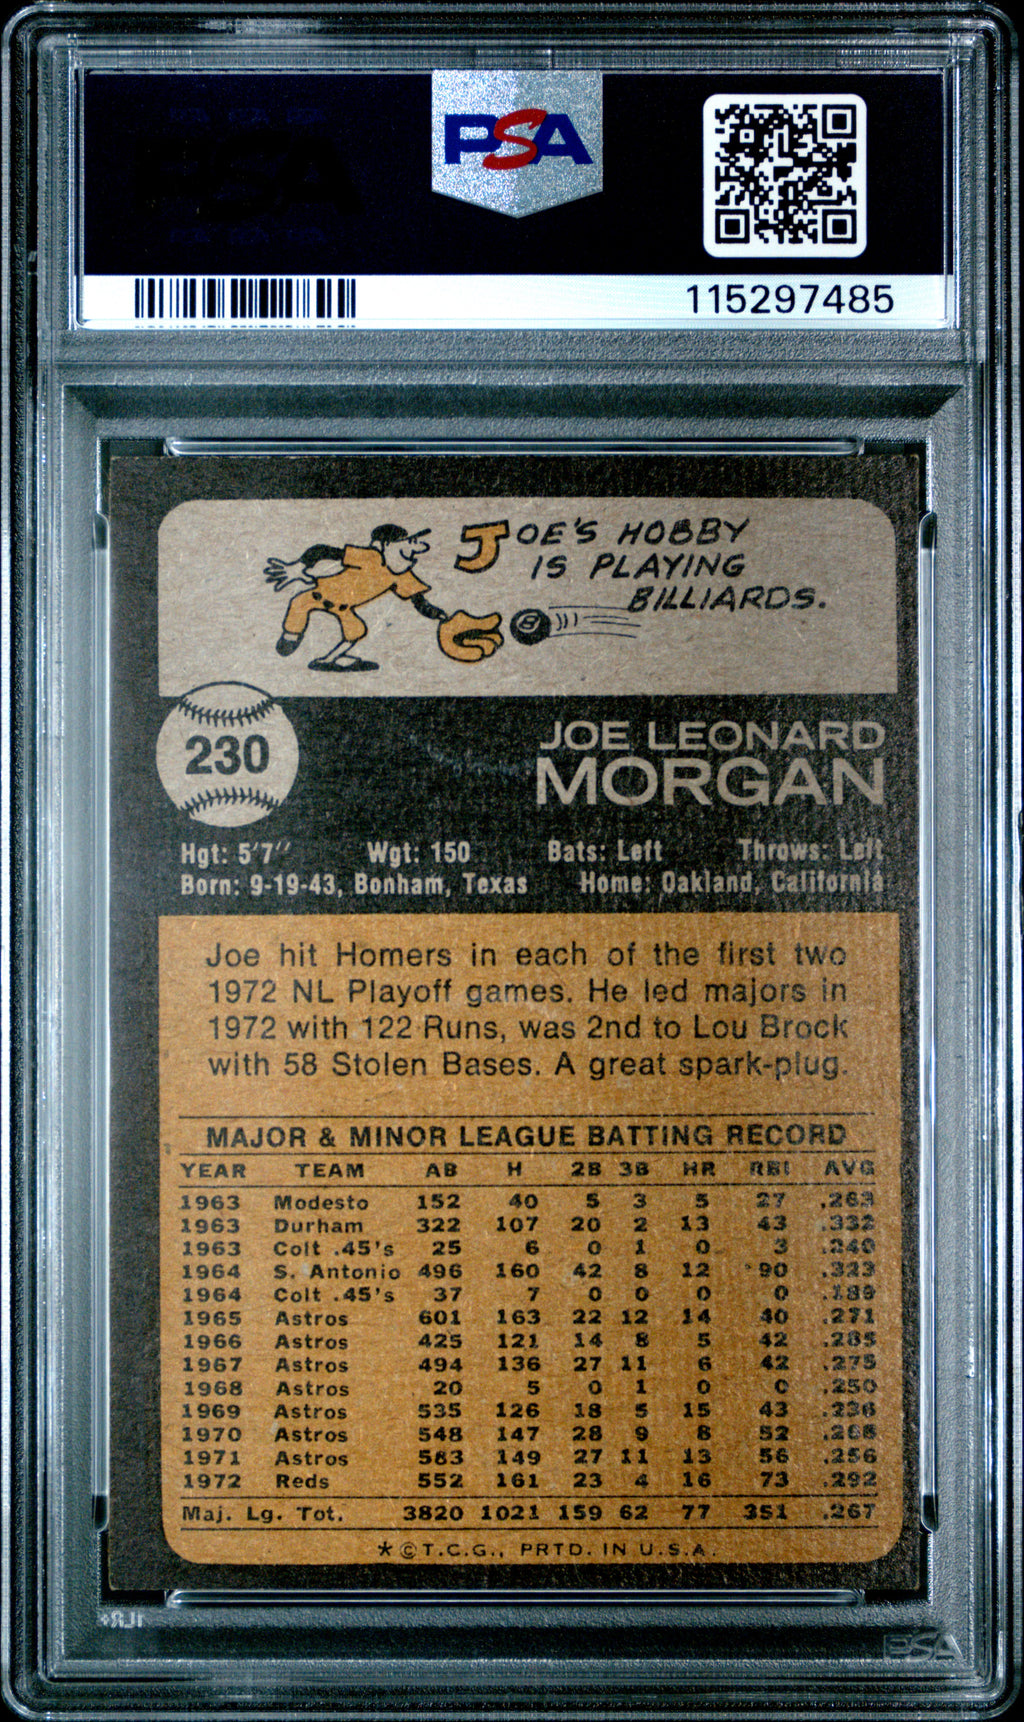 PSA
115297485
JOE'S HOBBY
IS PLAYING
BILLIARDS.
8
230
JOE LEONARD
MORGAN
Hgt: 5'7" Wgt: 150 Bats: Left Throws: Left
Born: 9-19-43, Bonham, Texas Home: Oakland, California
Joe hit Homers in each of the first two
1972 NL Playoff games. He led majors in
1972 with 122 Runs, was 2nd to Lou Brock
with 58 Stolen Bases. A great spark-plug.
MAJOR & MINOR LEAGUE BATTING RECORD
YEAR TEAM AB H 2B 3B HR RBI AVG
1963 Modesto 152 40 5 3 5 27 .263
1963 Durham 322 107 20 2 13 43 .332
1963 Colt .45's 25 6 0 1 0 3 .240
1964 S. Antonio 496 160 42 8 12 90 .323
1964 Colt .45's 37 7 0 0 0 0 .189
1965 Astros 601 163 22 12 14 40 .271
1966 Astros 425 121 14 8 5 42 .285
1967 Astros 494 136 27 11 6 42 .275
1968 Astros 20 5 0 1 0 0 .250
1969 Astros 535 126 18 5 15 43 .236
1970 Astros 548 147 28 9 8 52 .268
1971 Astros 583 149 27 11 13 56 .256
1972 Reds 552 161 23 4 16 73 .292
Maj. Lg. Tot. 3820 1021 159 62 77 351 .267
* © T.C.G., PRTD. IN U.S.A.
PSA